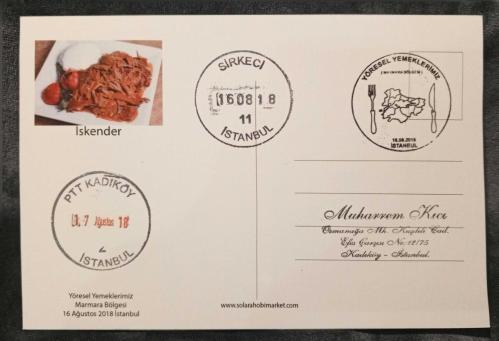 İskender
SİRKECİ
16 08 18
11
İSTANBUL
YÖRESEL YEMEKLERİMİZ
16.08.2018
İSTANBUL
PTT KADIKÖY
17 Ağustos 18
İSTANBUL
Muharrem Kıcı
Osmanağa Mh. Kuşdili Cad.
Efes Çarşısı No:12/75
Kadıköy - İstanbul.
Yöresel Yemeklerimiz
Marmara Bölgesi
16 Ağustos 2018 İstanbul
www.solarahobimarket.com